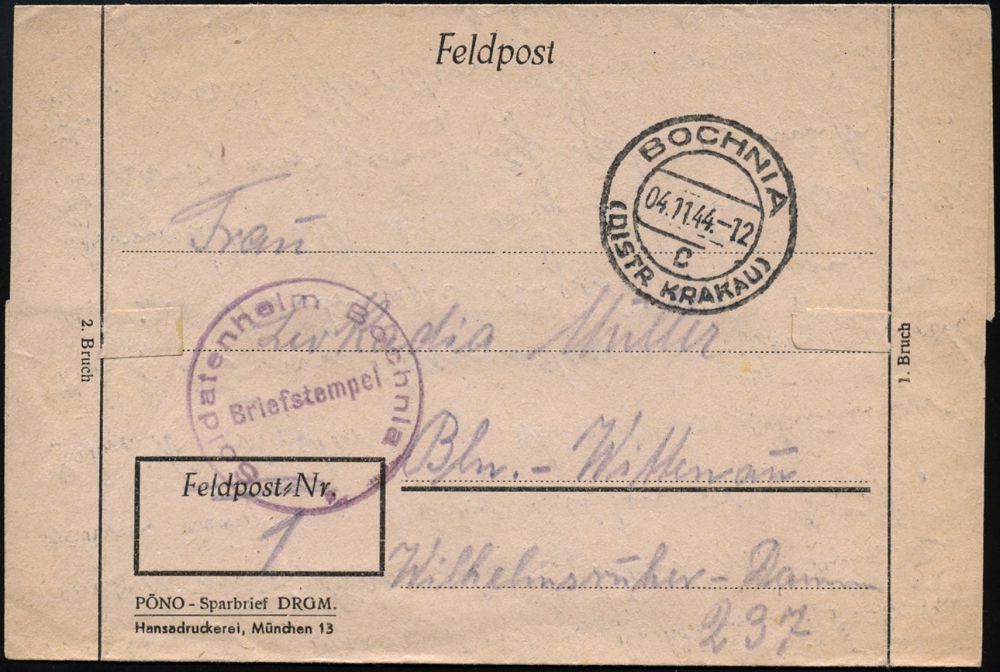 Feldpost
BOCHNIA
04.11.44.-12
c
(DISTR KRAKAU)
Frau
Leokadia Müller
Soldatenheim Bochnia
Briefstempel
Bln.- Wittenau
Feldpost-Nr.
Wilhelmsruher-Damm
237
PÖNO - Sparbrief DRGM.
Hansadruckerei, München 13
2. Bruch
1. Bruch